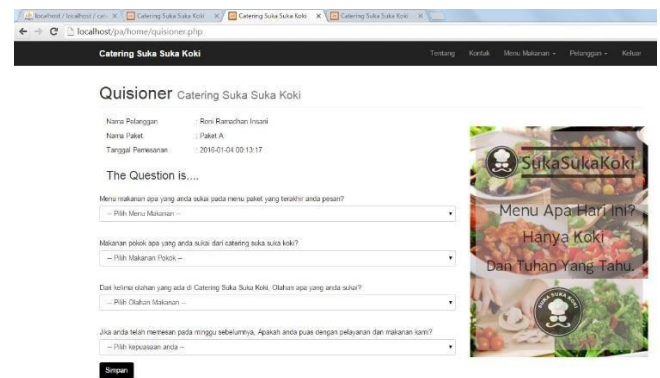 localhost / localhost / cate
Catering Suka Suka Koki
Catering Suka Suka Koki
Catering Suka Suka Koki
localhost/pa/home/quisioner.php
Catering Suka Suka Koki
Tentang
Kontak
Menu Makanan
Pelanggan
Keluar
Quisioner Catering Suka Suka Koki
Nama Pelanggan : Roni Ramadhan Insani
Nama Paket : Paket A
Tanggal Pemesanan : 2016-01-04 00:13:17
The Question is....
Menu makanan apa yang anda sukai pada menu paket yang terakhir anda pesan?
-- Pilih Menu Makanan --
Makanan pokok apa yang anda sukai dari catering suka suka koki?
-- Pilih Makanan Pokok --
Dari kelima olahan yang ada di Catering Suka Suka Koki, Olahan apa yang anda sukai?
-- Pilih Olahan Makanan --
Jika anda telah memesan pada minggu sebelumnya, Apakah anda puas dengan pelayanan dan makanan kami?
-- Pilih kepuasaan anda --
Simpan
SukaSukaKoki
Menu Apa Hari Ini?
Hanya Koki
Dan Tuhan Yang Tahu.
SUKA SUKA KOKI